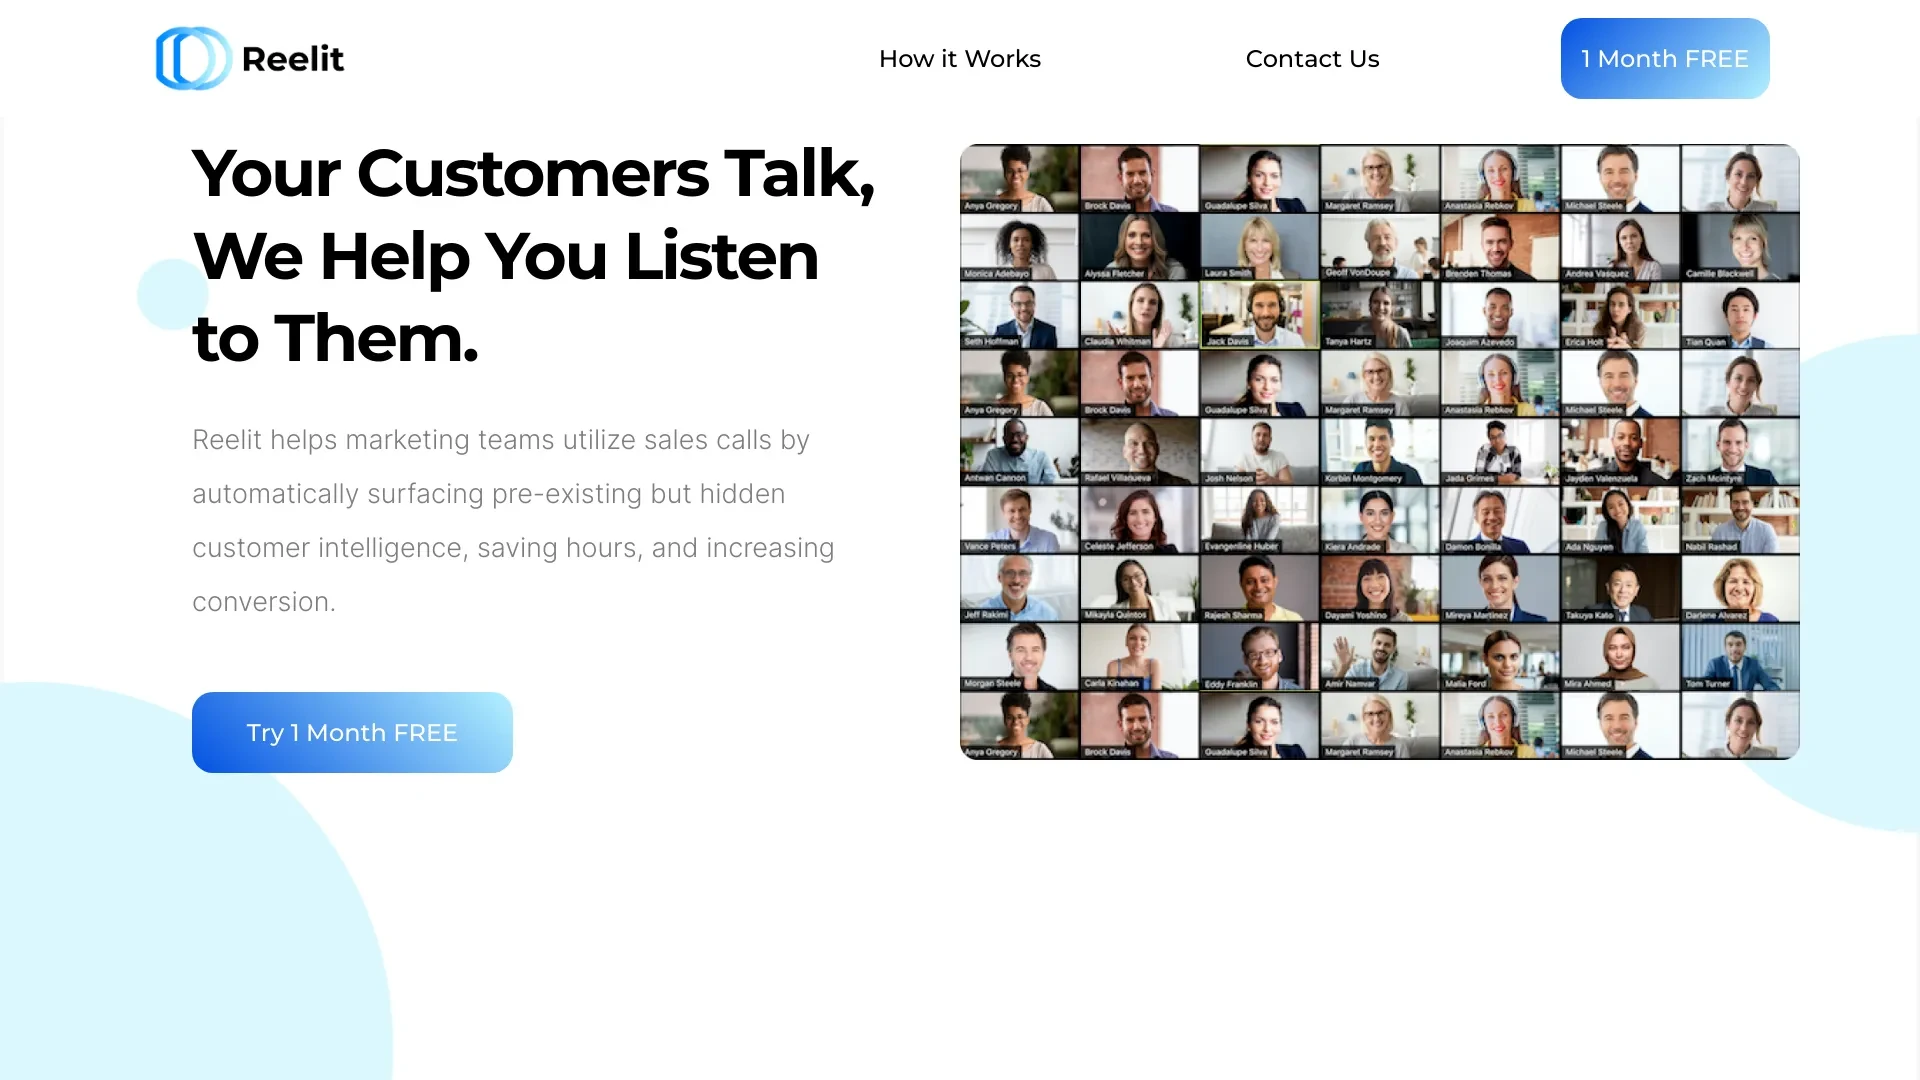 Reelit
How it Works
Contact Us
1 Month FREE
Your Customers Talk,
We Help You Listen
to Them.
Reelit helps marketing teams utilize sales calls by
automatically surfacing pre-existing but hidden
customer intelligence, saving hours, and increasing
conversion.
Try 1 Month FREE
Anya Gregory
Brock Davis
Guadalupe Silva
Margaret Ramsey
Anastasia Rebkov
Michael Steele
Monica Adebayo
Alyssa Fletcher
Laura Smith
Geoff VonDoupe
Brenden Thomas
Andrea Vasquez
Camille Blackwell
Seth Hoffman
Claudia Whitman
Jack Davis
Tanya Hartz
Joaquim Azevedo
Erica Holt
Tian Quan
Anya Gregory
Brock Davis
Guadalupe Silva
Margaret Ramsey
Anastasia Rebkov
Michael Steele
Antwan Cannon
Rafael Villanueva
Josh Nelson
Korbin Montgomery
Jada Grimes
Jayden Valenzuela
Zach Mcintyre
Vance Peters
Celeste Jefferson
Evangenline Huber
Kiera Andrade
Damon Bonilla
Ada Nguyen
Nabil Rashad
Jeff Rakimi
Mikayla Quintos
Rajesh Sharma
Dayami Yoshino
Mireya Martinez
Takuya Kato
Darlene Alvarez
Morgan Steele
Carla Kinahan
Eddy Franklin
Amir Namvar
Malia Ford
Mira Ahmed
Tom Turner
Anya Gregory
Brock Davis
Guadalupe Silva
Margaret Ramsey
Anastasia Rebkov
Michael Steele